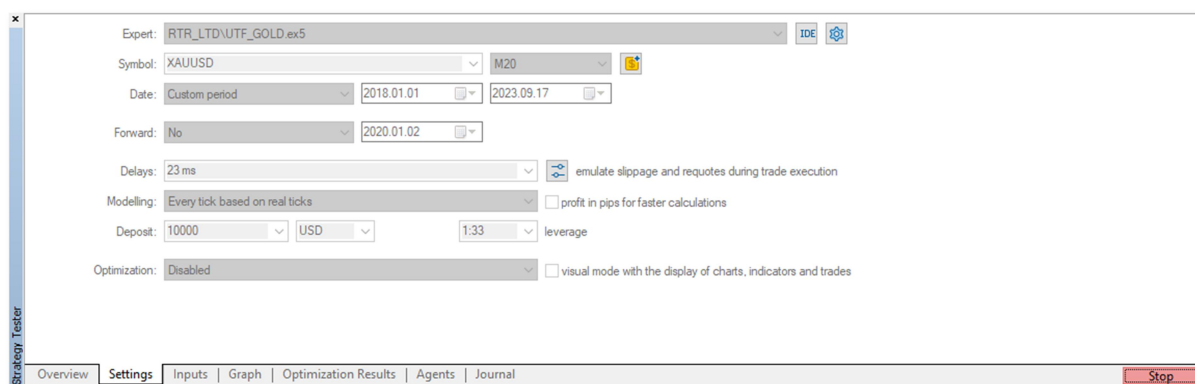 Expert: RTR_LTD\UTF_GOLD.ex5 IDE
Symbol: XAUUSD M20
Date: Custom period 2018.01.01 2023.09.17
Forward: No 2020.01.02
Delays: 23 ms emulate slippage and requotes during trade execution
Modelling: Every tick based on real ticks profit in pips for faster calculations
Deposit: 10000 USD 1:33 leverage
Optimization: Disabled visual mode with the display of charts, indicators and trades
Strategy Tester
Overview Settings Inputs Graph Optimization Results Agents Journal Stop